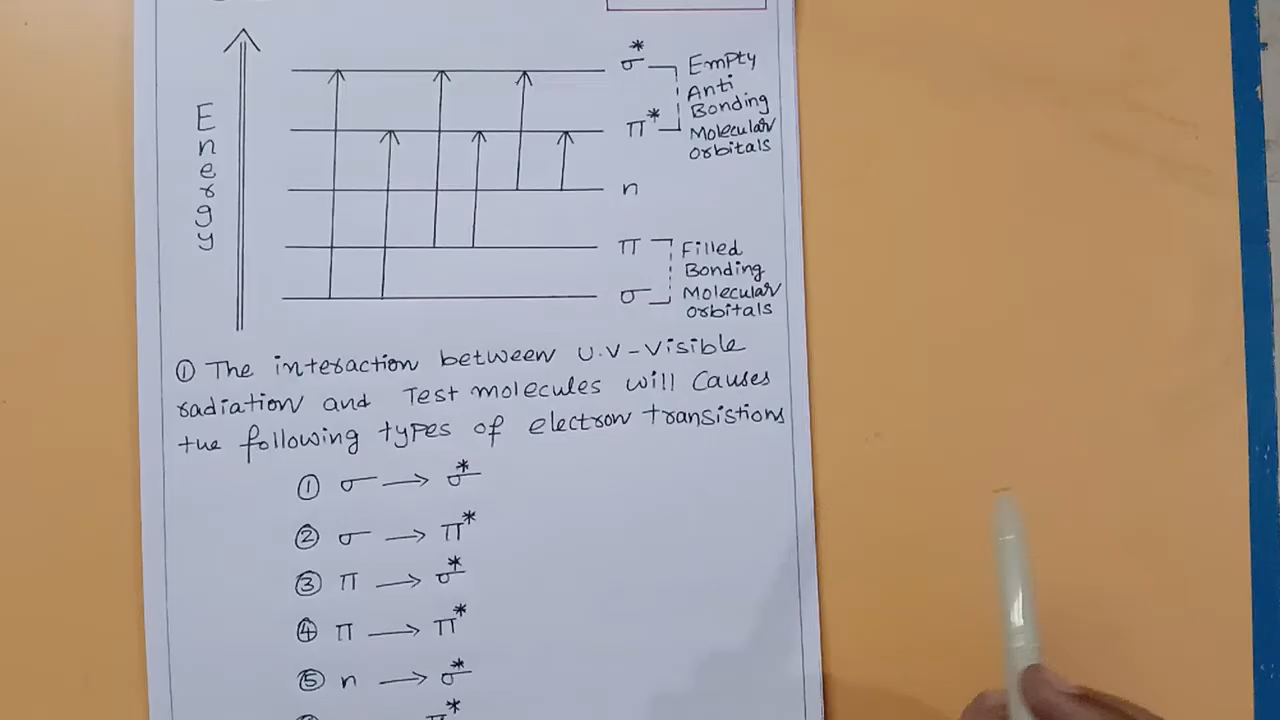 Energy
σ* Empty
Anti
Bonding
π* Molecular
orbitals
n
π Filled
Bonding
σ Molecular
orbitals
① The interaction between U.V-visible
radiation and Test molecules will causes
the following types of electron transistions
① σ → σ*
② σ → π*
③ π → σ*
④ π → π*
⑤ n → σ*
π*